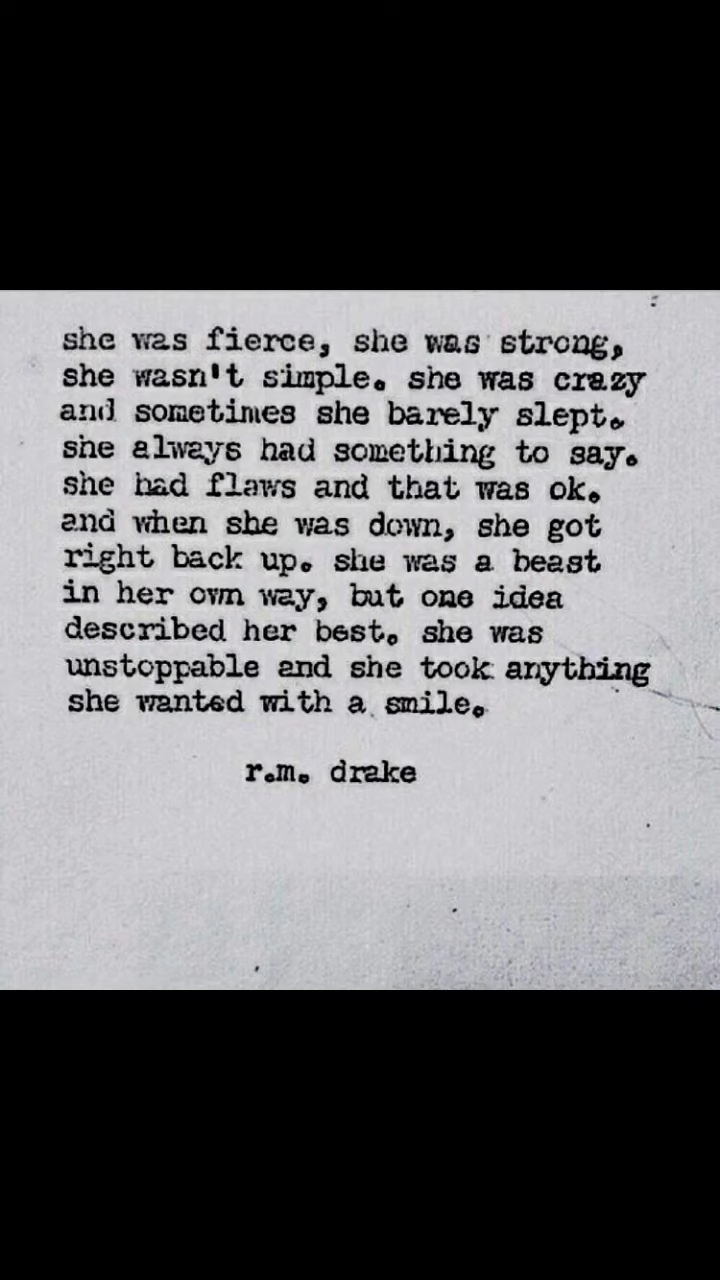 she was fierce, she was strong,
she wasn't simple. she was crazy
and sometimes she barely slept.
she always had something to say.
she had flaws and that was ok.
and when she was down, she got
right back up. she was a beast
in her own way, but one idea
described her best. she was
unstoppable and she took anything
she wanted with a smile.
r.m. drake